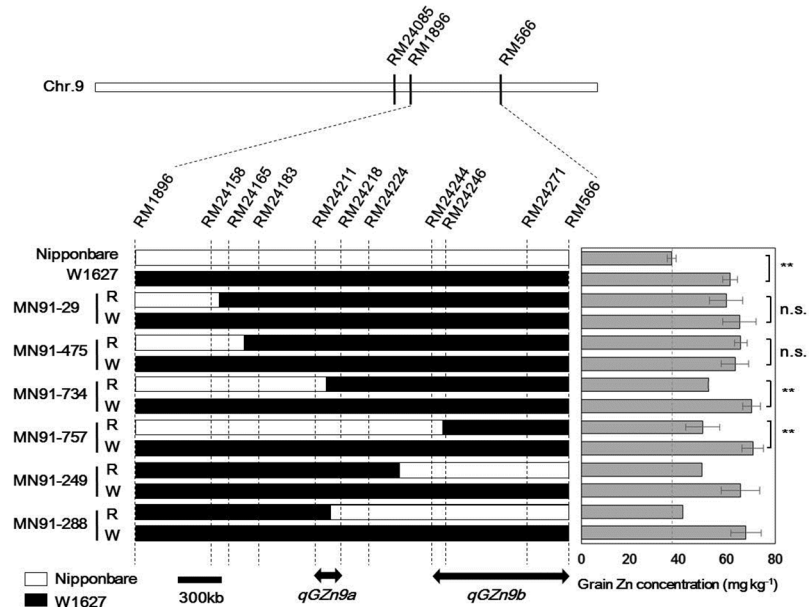 RM24085
RM1896
RM566
Chr.9
RM1896
RM24158
RM24165
RM24183
RM24211
RM24218
RM24224
RM24244
RM24246
RM24271
RM566
Nipponbare
**
W1627
MN91-29
R
W
n.s.
MN91-475
R
W
n.s.
MN91-734
R
W
**
MN91-757
R
W
**
MN91-249
R
W
MN91-288
R
W
0 20 40 60 80
Grain Zn concentration (mg kg-1)
Nipponbare
W1627
300kb
qGZn9a
qGZn9b